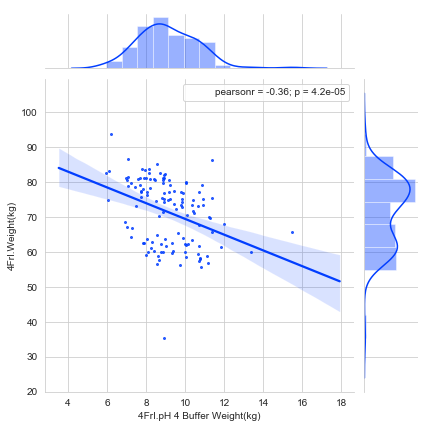 pearsonr = -0.36; p = 4.2e-05
100
90
80
70
60
50
40
30
20
4FrI.Weight(kg)
4 6 8 10 12 14 16 18
4FrI.pH 4 Buffer Weight(kg)